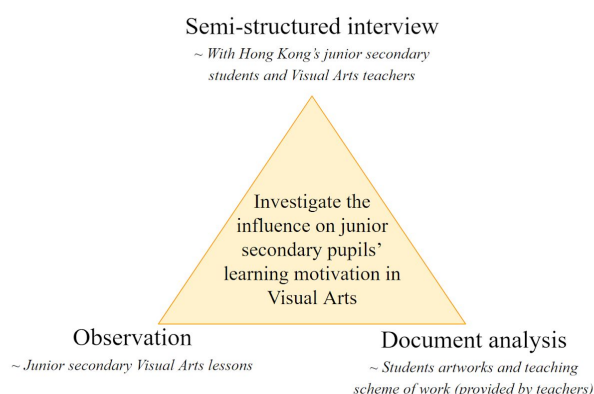 Semi-structured interview
~ With Hong Kong's junior secondary
students and Visual Arts teachers
Investigate the
influence on junior
secondary pupils'
learning motivation in
Visual Arts
Observation
~ Junior secondary Visual Arts lessons
Document analysis
~ Students artworks and teaching
scheme of work (provided by teachers)